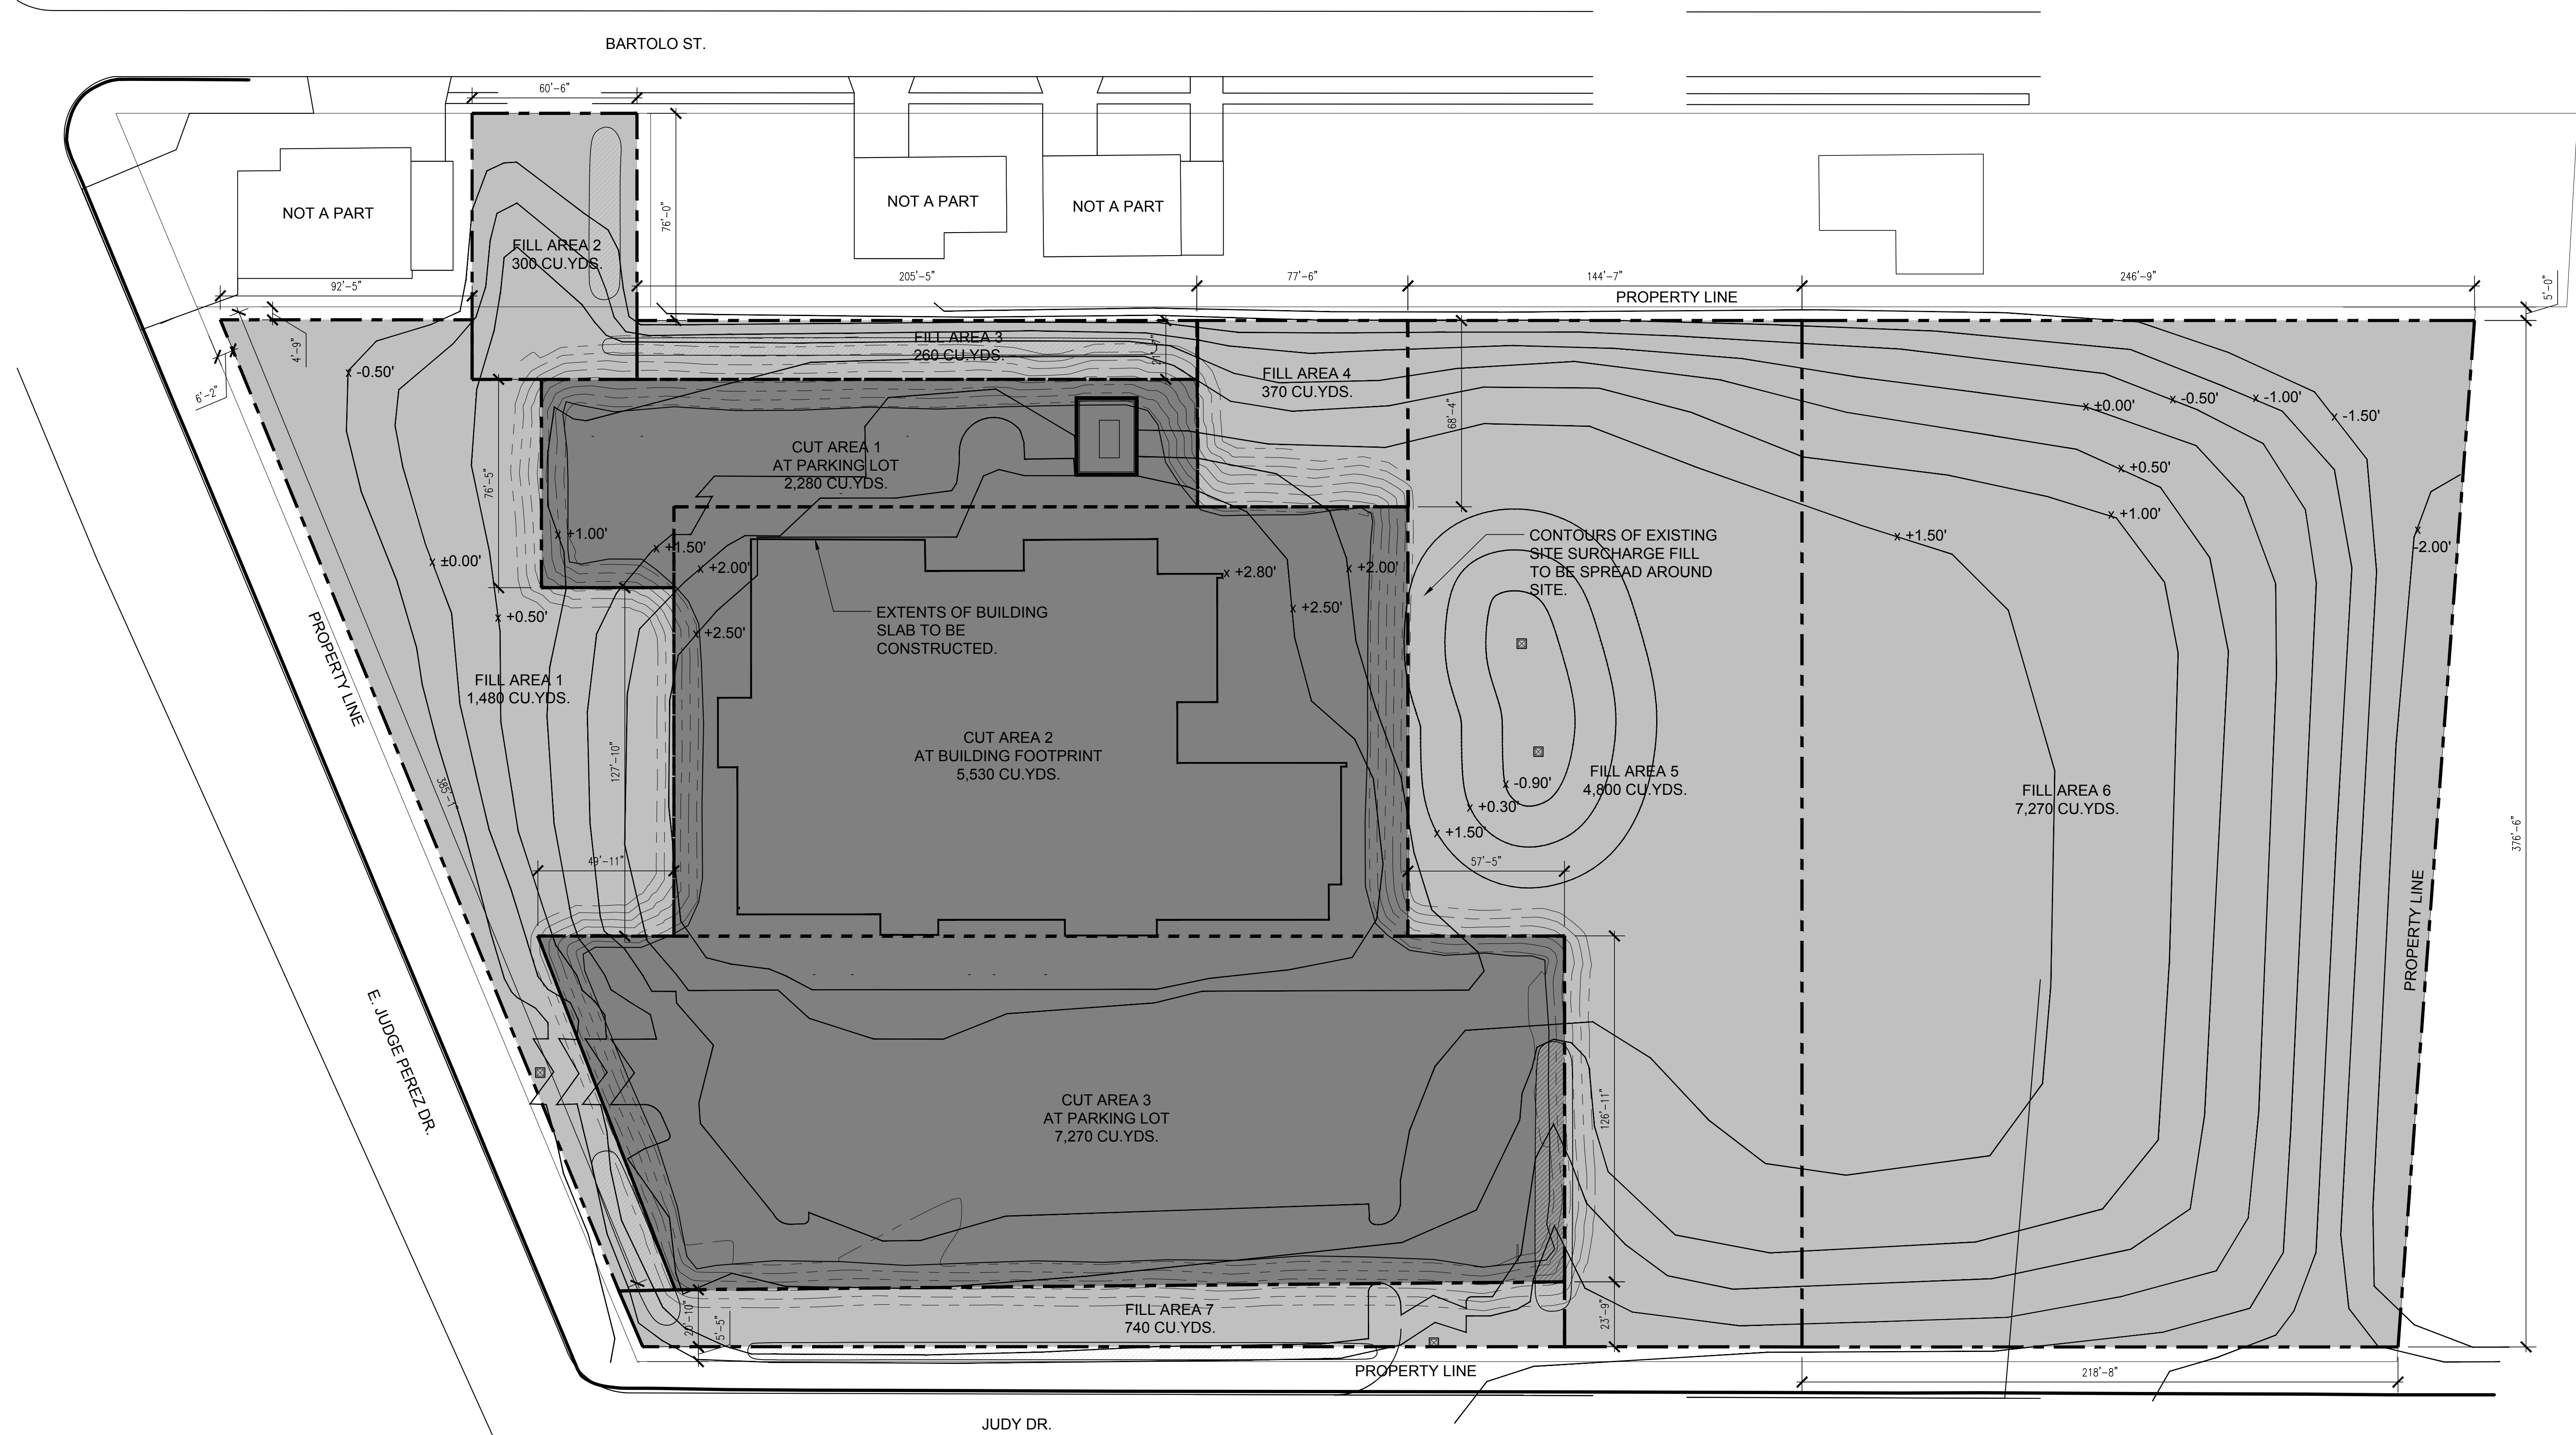 BARTOLO ST.
60'-6"
NOT A PART
NOT A PART
NOT A PART
76'-0"
FILL AREA 2
300 CU.YDS.
92'-5"
205'-5"
77'-6"
144'-7"
246'-9"
5'-0"
PROPERTY LINE
4'-9"
6'-2"
FILL AREA 3
260 CU.YDS.
FILL AREA 4
370 CU.YDS.
68'-4"
x -0.50'
x ±0.00'
x -0.50'
x -1.00'
x -1.50'
x +0.50'
x +1.00'
x +1.50'
x
-2.00'
CUT AREA 1
AT PARKING LOT
2,280 CU.YDS.
76'-5"
x +1.00'
x +1.50'
x +2.00'
x ±0.00'
x +0.50'
x +2.50'
x +2.80'
x +2.00'
x +2.50'
CONTOURS OF EXISTING
SITE SURCHARGE FILL
TO BE SPREAD AROUND
SITE.
EXTENTS OF BUILDING
SLAB TO BE
CONSTRUCTED.
PROPERTY LINE
FILL AREA 1
1,480 CU.YDS.
385'-1"
127'-10"
CUT AREA 2
AT BUILDING FOOTPRINT
5,530 CU.YDS.
x -0.90'
x +0.30'
x +1.50'
FILL AREA 5
4,800 CU.YDS.
FILL AREA 6
7,270 CU.YDS.
376'-6"
49'-11"
57'-5"
PROPERTY LINE
E. JUDGE PEREZ DR.
CUT AREA 3
AT PARKING LOT
7,270 CU.YDS.
126'-11"
FILL AREA 7
740 CU.YDS.
20'-10"
5'-5"
23'-9"
PROPERTY LINE
218'-8"
JUDY DR.